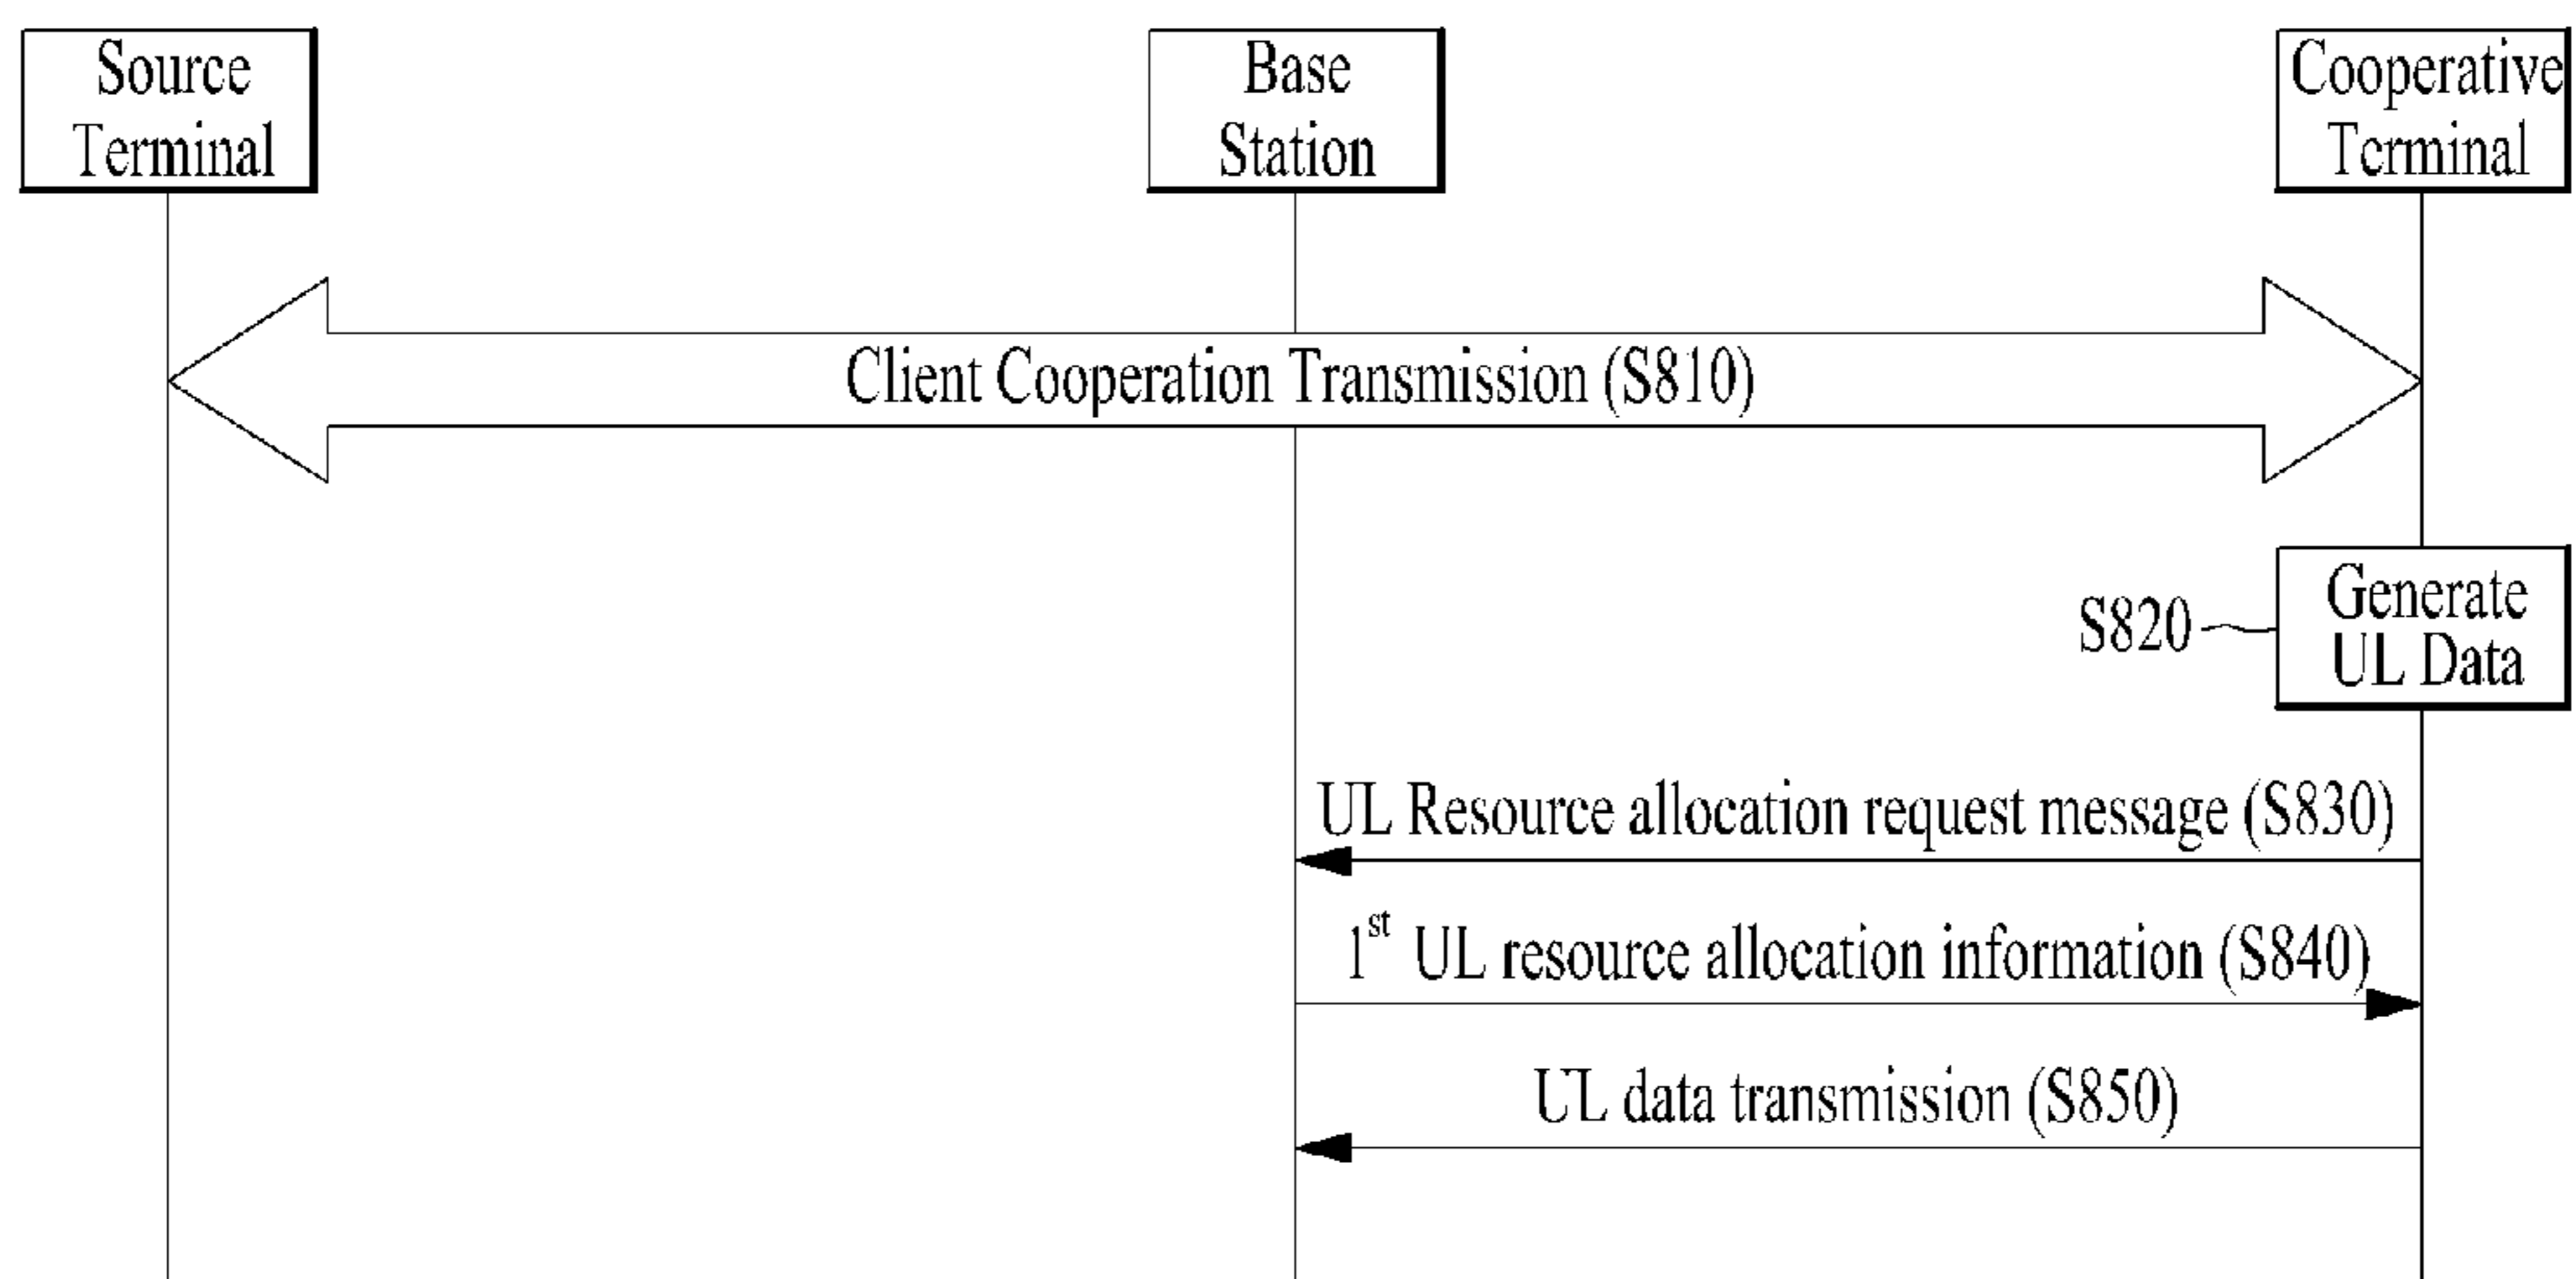 Source
Terminal
Base
Station
Cooperative
Terminal
Client Cooperation Transmission (S810)
S820
Generate
UL Data
UL Resource allocation request message (S830)
1st UL resource allocation information (S840)
UL data transmission (S850)